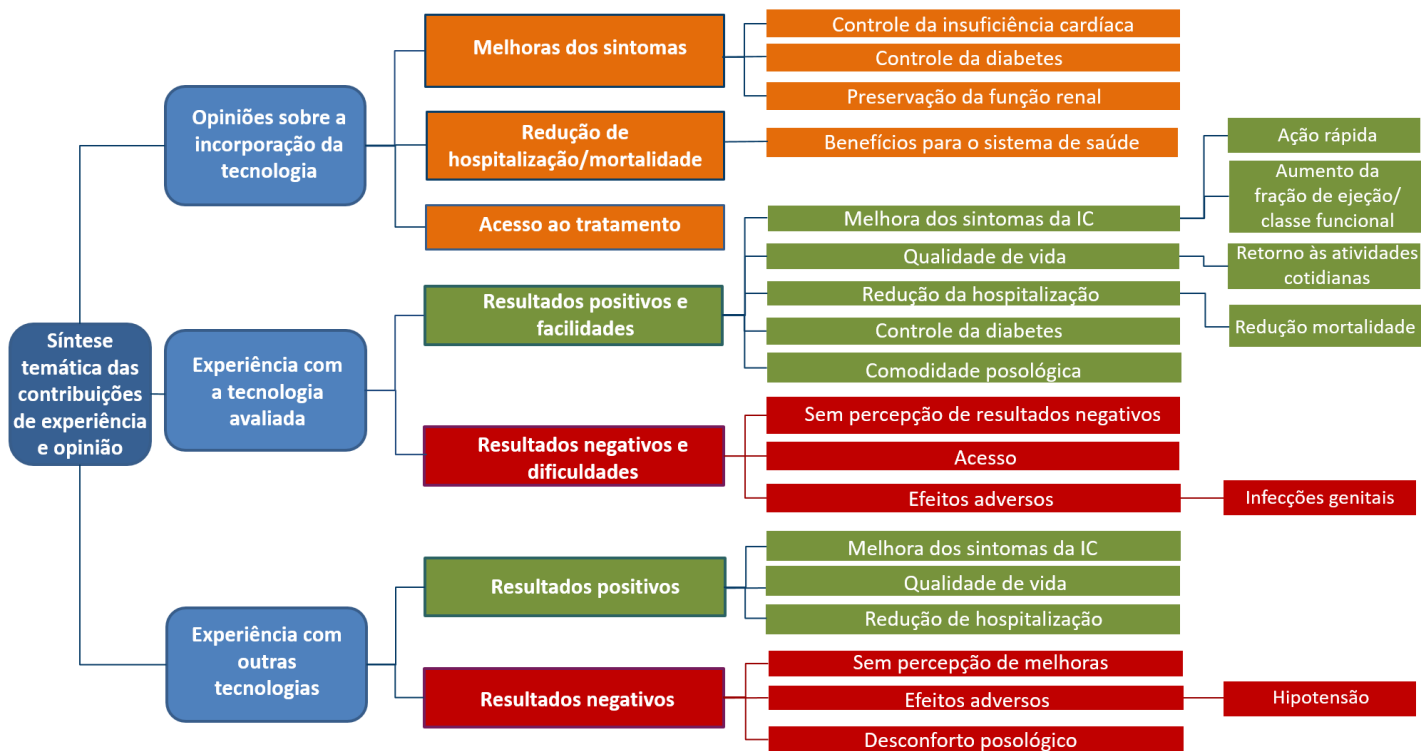 Síntese
temática das
contribuições
de experiência
e opinião
Opiniões sobre a
incorporação da
tecnologia
Melhoras dos sintomas
Controle da insuficiência cardíaca
Controle da diabetes
Preservação da função renal
Redução de
hospitalização/mortalidade
Benefícios para o sistema de saúde
Acesso ao tratamento
Experiência com
a tecnologia
avaliada
Resultados positivos e
facilidades
Melhora dos sintomas da IC
Ação rápida
Aumento da
fração de ejeção/
classe funcional
Qualidade de vida
Retorno às atividades
cotidianas
Redução da hospitalização
Redução mortalidade
Controle da diabetes
Comodidade posológica
Resultados negativos e
dificuldades
Sem percepção de resultados negativos
Acesso
Efeitos adversos
Infecções genitais
Experiência com
outras
tecnologias
Resultados positivos
Melhora dos sintomas da IC
Qualidade de vida
Redução de hospitalização
Resultados negativos
Sem percepção de melhoras
Efeitos adversos
Hipotensão
Desconforto posológico